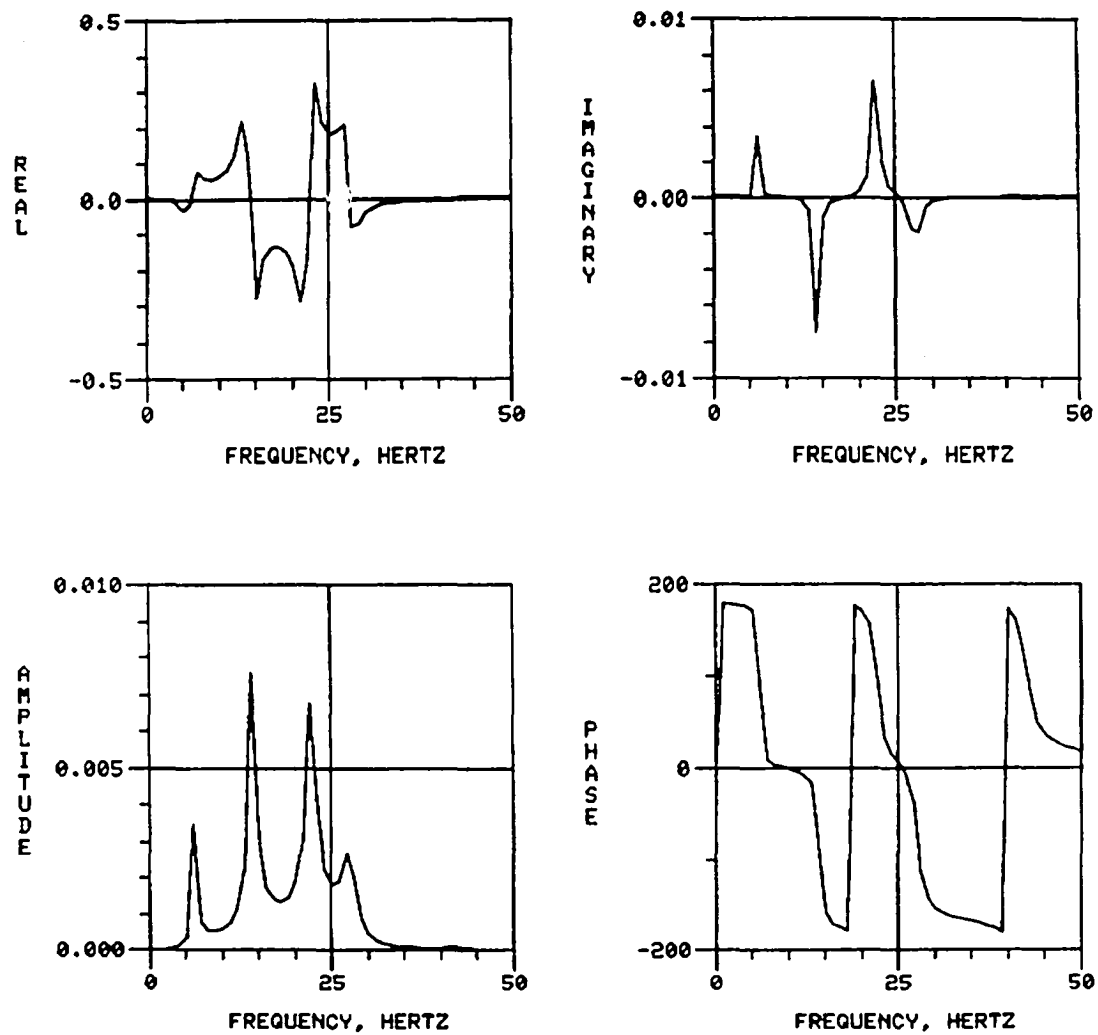 0.5
REAL
0.0
-0.5
0 25 50
FREQUENCY, HERTZ
0.01
IMAGINARY
0.00
-0.01
0 25 50
FREQUENCY, HERTZ
0.010
AMPLITUDE
0.005
0.000
0 25 50
FREQUENCY, HERTZ
200
PHASE
0
-200
0 25 50
FREQUENCY, HERTZ